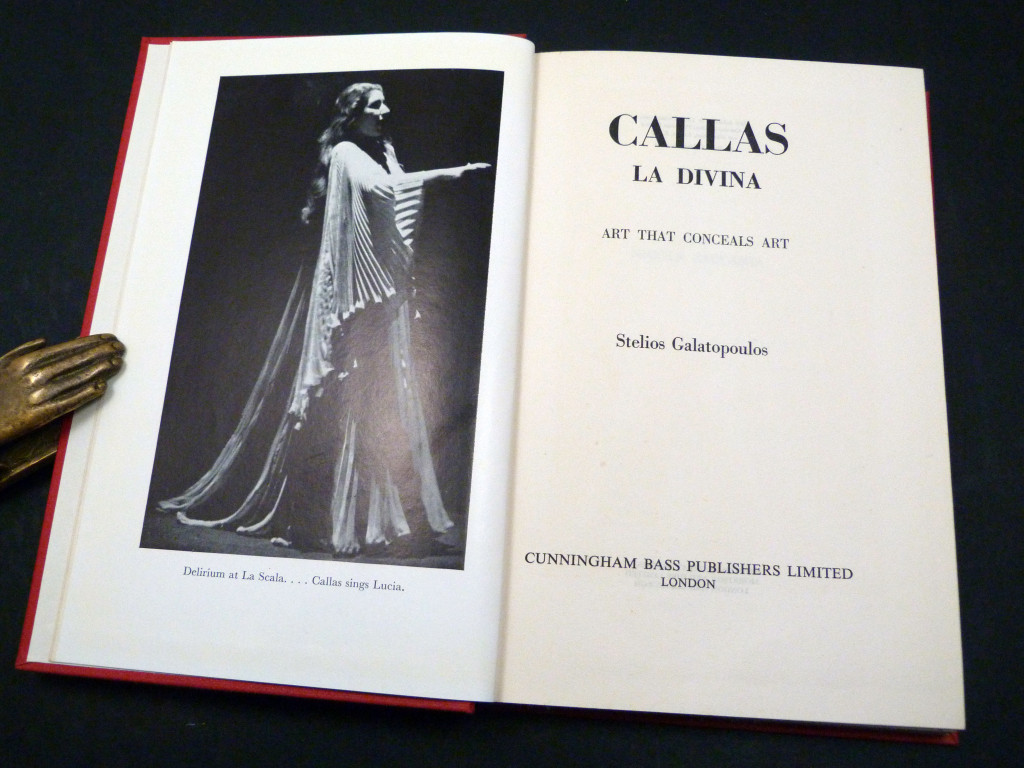 Delirium at La Scala. . . . Callas sings Lucia.
CALLAS
LA DIVINA
ART THAT CONCEALS ART
Stelios Galatopoulos
CUNNINGHAM BASS PUBLISHERS LIMITED
LONDON